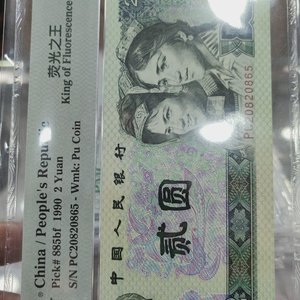 China / People's Republic
Pick# 885bf 1990 2 Yuan
S/N PC20820865 - Wmk: Pu Coin
荧光之王
King of Fluorescence
中国人民银行
贰圆
PC20820865